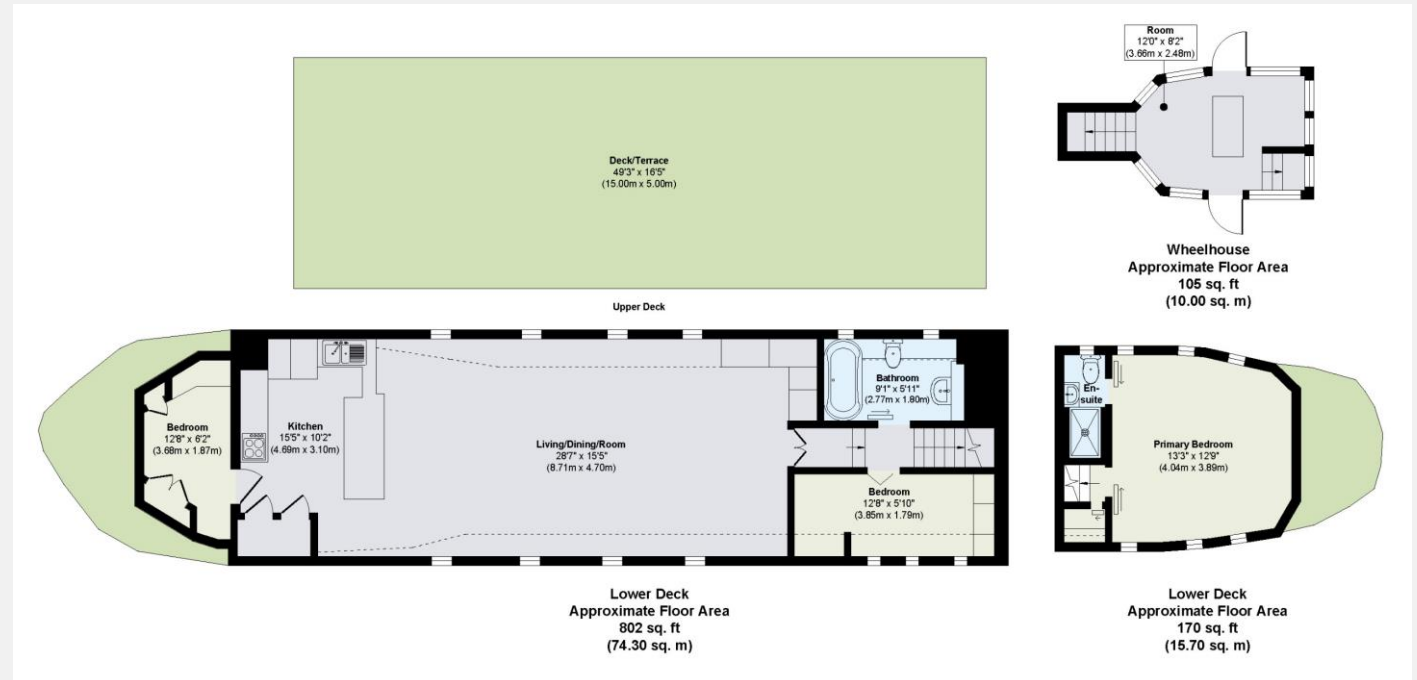 Room
12'0" x 8'2"
(3.66m x 2.48m)
Deck/Terrace
49'3" x 16'5"
(15.00m x 5.00m)
Wheelhouse
Approximate Floor Area
105 sq. ft
(10.00 sq. m)
Upper Deck
Bedroom
12'8" x 6'2"
(3.68m x 1.87m)
Kitchen
15'5" x 10'2"
(4.69m x 3.10m)
Living/Dining/Room
28'7" x 15'5"
(8.71m x 4.70m)
Bathroom
9'1" x 5'11"
(2.77m x 1.80m)
Bedroom
12'8" x 5'10"
(3.85m x 1.79m)
En-
suite
Primary Bedroom
13'3" x 12'9"
(4.04m x 3.89m)
Lower Deck
Approximate Floor Area
802 sq. ft
(74.30 sq. m)
Lower Deck
Approximate Floor Area
170 sq. ft
(15.70 sq. m)